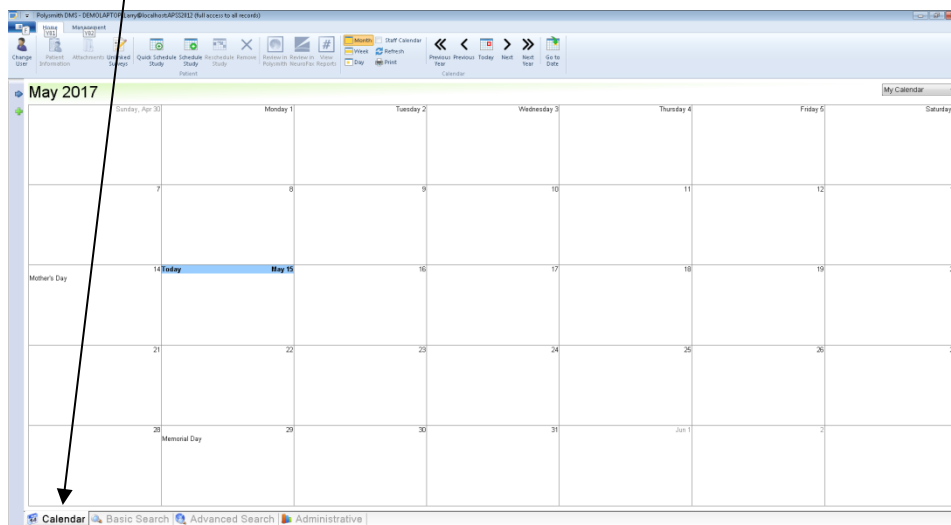 Polysmith DM1 - DEMOLAPTOP\Larry@localhost:APSS2012 (full access to all records)
F
Home Management
Y01 Y02
Change User
Patient Information
Attachments
Surveys
Quick Schedule Study
Schedule Study
Reschedule Study
Remove
Review in Polysmith
Review in
View Reports
Patient
Month
Week
Day
Staff Calendar
Refresh
Print
Previous Year
Previous
Today
Next
Next Year
Go to Date
Calendar
May 2017
My Calendar
Sunday, Apr 30 Monday 1 Tuesday 2 Wednesday 3 Thursday 4 Friday 5 Saturday
7 8 9 10 11 12
14 Today May 15 16 17 18 19
Mother's Day
21 22 23 24 25 26
28 29 30 31 Jun 1 2
Memorial Day
Calendar Basic Search Advanced Search Administrative